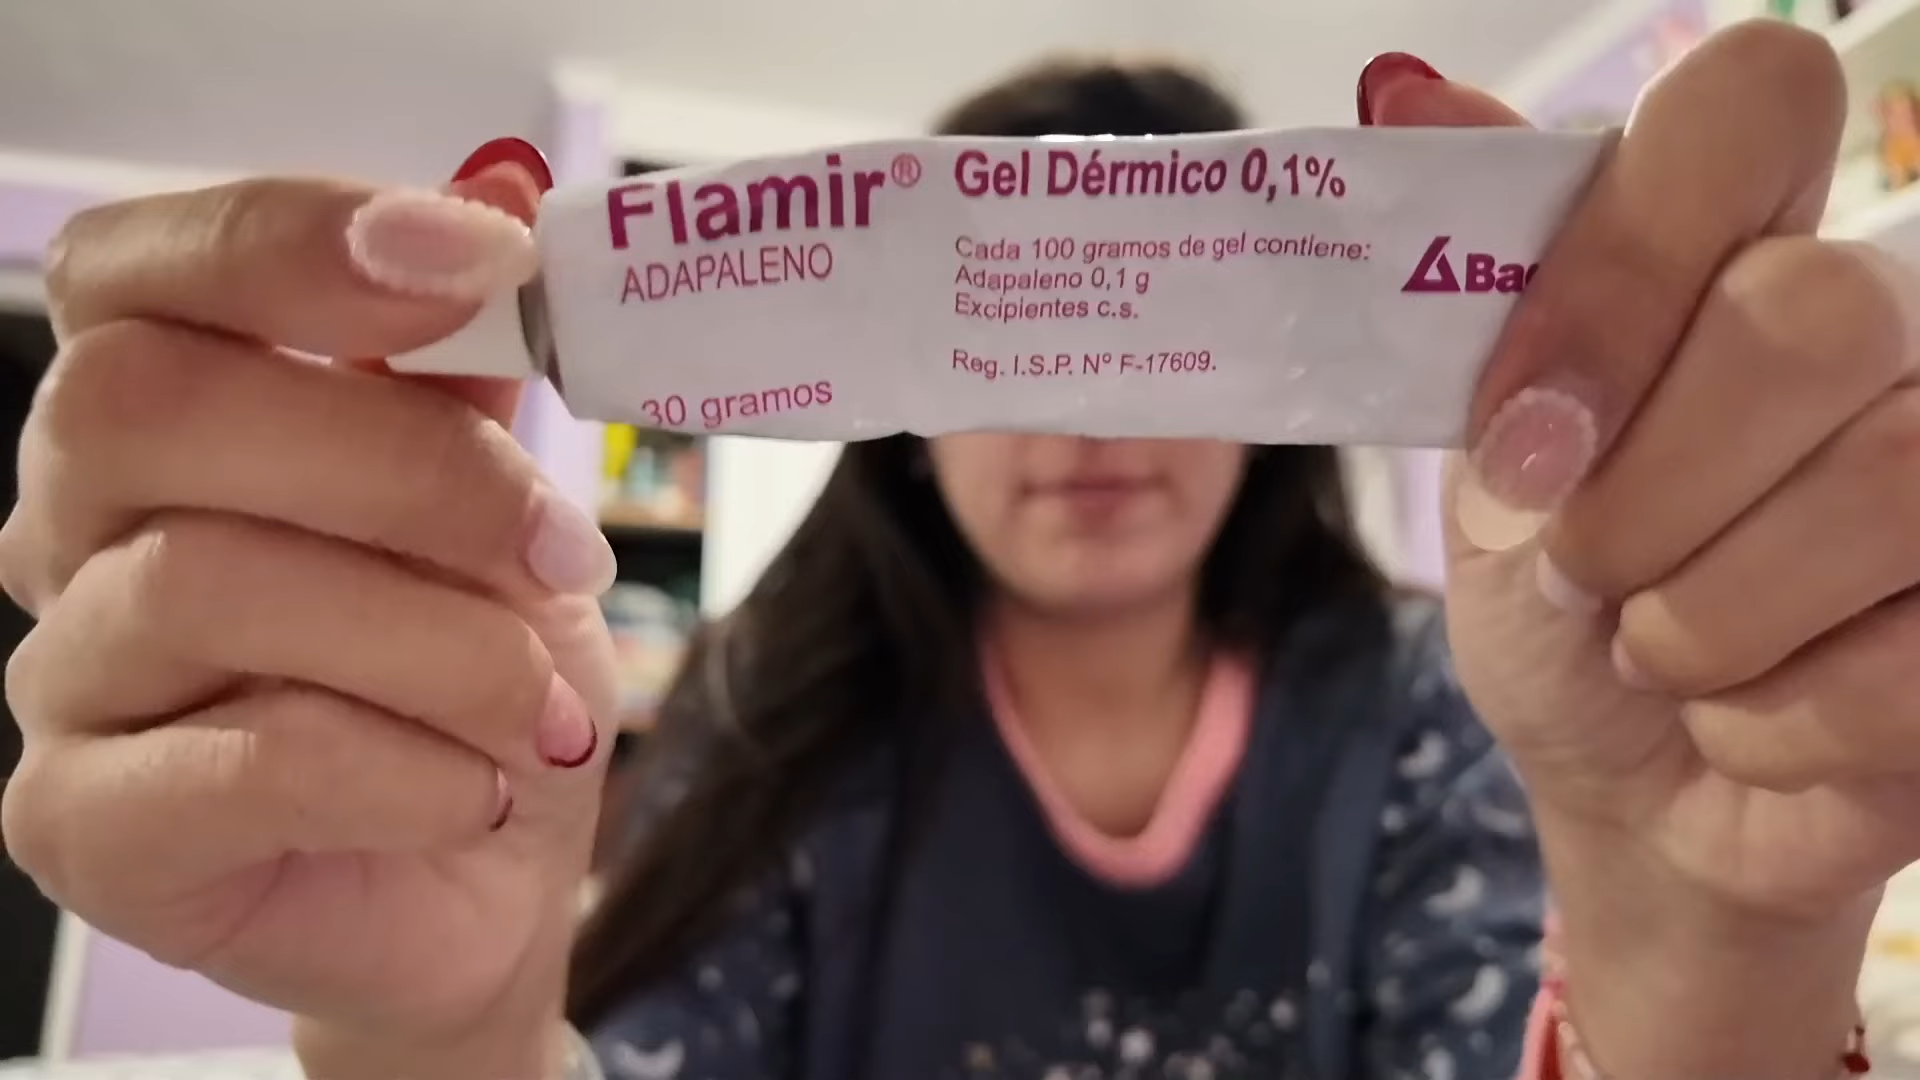 Flamir®
ADAPALENO
30 gramos
Gel Dérmico 0,1%
Cada 100 gramos de gel contiene:
Adapaleno 0,1 g
Excipientes c.s.
Reg. I.S.P. Nº F-17609.